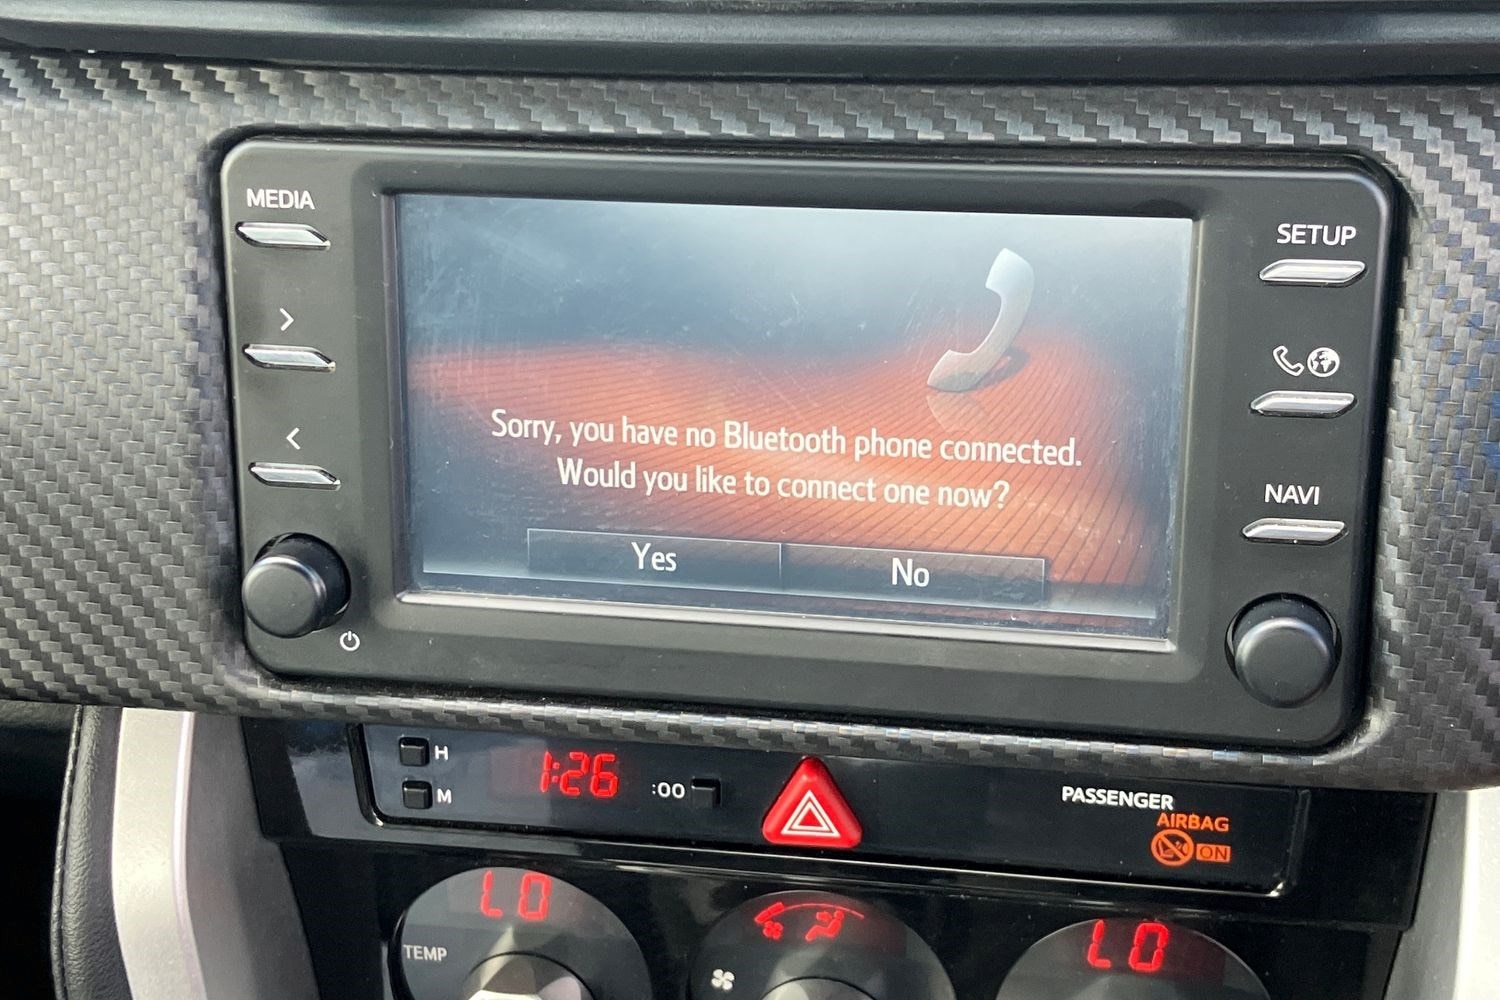 MEDIA
SETUP
>
<
NAVI
Sorry, you have no Bluetooth phone connected.
Would you like to connect one now?
Yes
No
H
M
1:26
:00
PASSENGER
AIRBAG
ON
LO
TEMP
LO